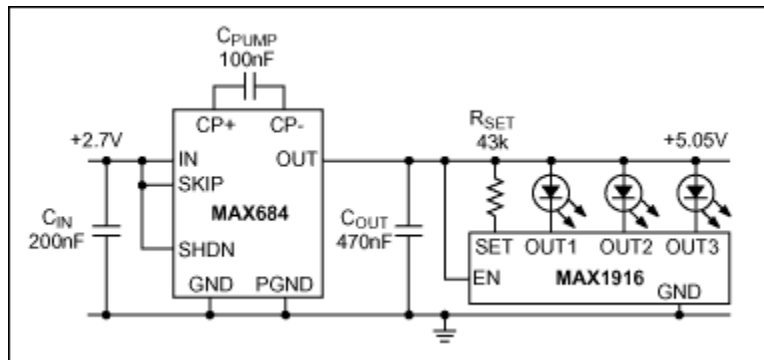 CPUMP
100nF
+2.7V
CP+ CP-
RSET
43k
+5.05V
IN OUT
SKIP
MAX684
CIN
200nF
COUT
470nF
SHDN
SET OUT1 OUT2 OUT3
EN MAX1916
GND PGND
GND